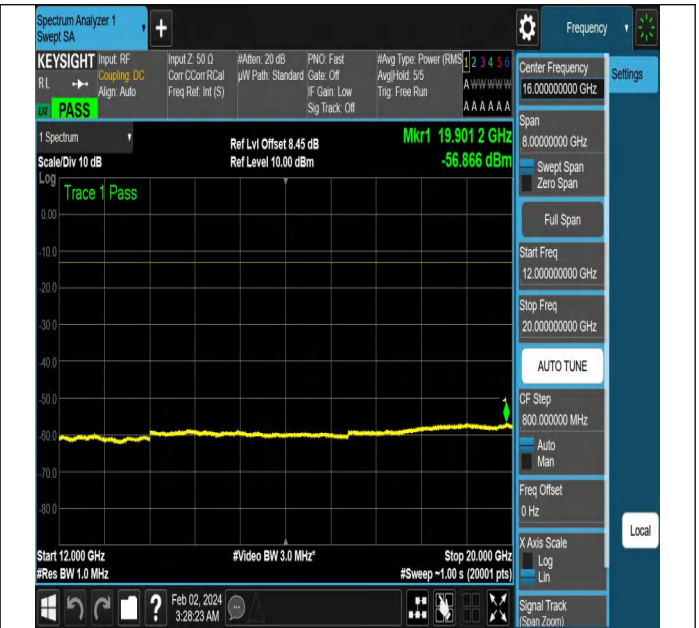 Spectrum Analyzer 1
Swept SA
+
Frequency
KEYSIGHT
RL
PASS
Input: RF
Coupling: DC
Align: Auto
Input Z: 50 Ω
Corr CCorr RCal
Freq Ref: Int (S)
#Atten: 20 dB
µW Path: Standard
PNO: Fast
Gate: Off
IF Gain: Low
Sig Track: Off
#Avg Type: Power (RMS
Avg|Hold: 5/5
Trig: Free Run
1 2 3 4 5 6
A W W W W W
A A A A A A
Center Frequency
16.000000000 GHz
Settings
Span
8.00000000 GHz
Swept Span
Zero Span
Full Span
Start Freq
12.000000000 GHz
Stop Freq
20.000000000 GHz
AUTO TUNE
CF Step
800.000000 MHz
Auto
Man
Freq Offset
0 Hz
X Axis Scale
Log
Lin
Signal Track
(Span Zoom)
Local
1 Spectrum
Scale/Div 10 dB
Ref Lvl Offset 8.45 dB
Ref Level 10.00 dBm
Mkr1 19.901 2 GHz
-56.866 dBm
Log
Trace 1 Pass
0.00
-10.0
-20.0
-30.0
-40.0
-50.0
-60.0
-70.0
-80.0
1
Start 12.000 GHz
#Res BW 1.0 MHz
#Video BW 3.0 MHz*
Stop 20.000 GHz
#Sweep ~1.00 s (20001 pts)
?
Feb 02, 2024
3:28:23 AM